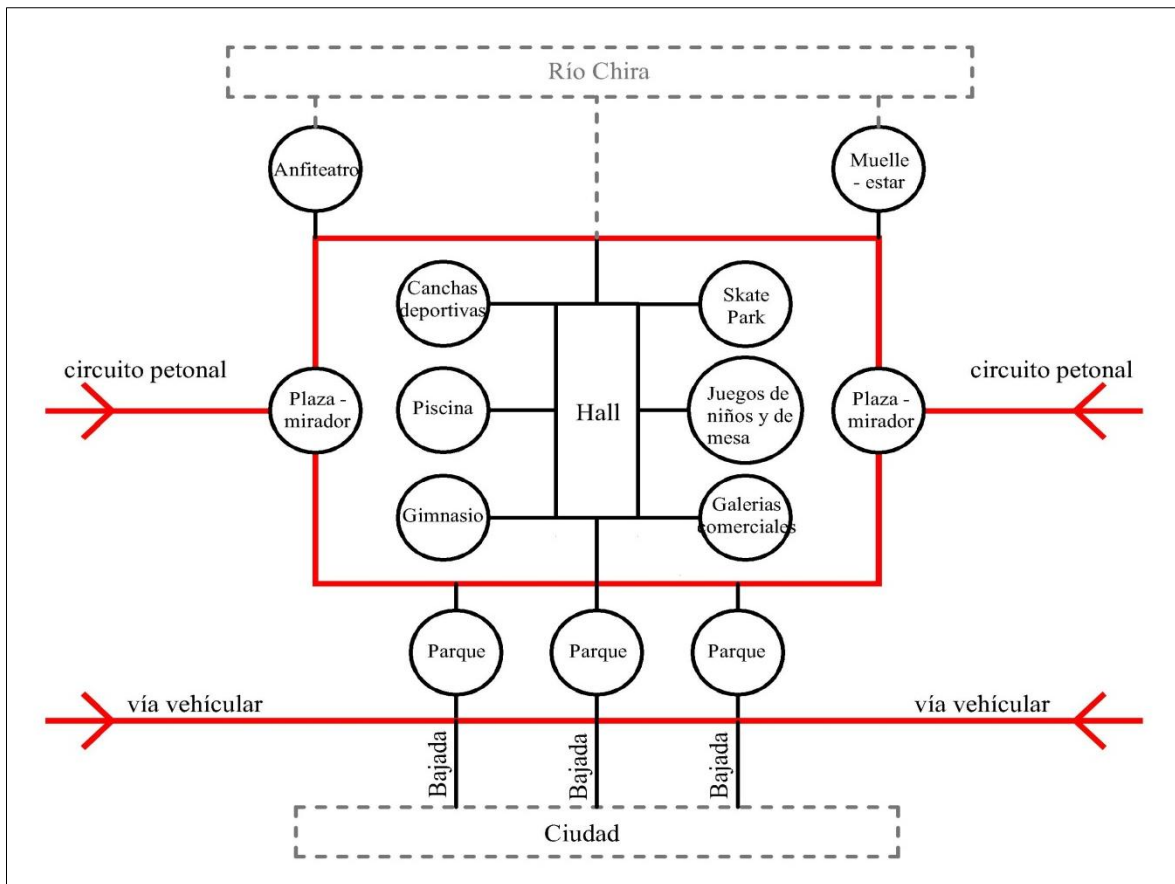 Río Chira
Anfiteatro
Muelle
- estar
Canchas
deportivas
Skate
Park
circuito petonal
circuito petonal
Plaza -
mirador
Piscina
Hall
Juegos de
niños y de
mesa
Plaza -
mirador
Gimnasio
Galerias
comerciales
Parque
Parque
Parque
vía vehícular
vía vehícular
Bajada
Bajada
Bajada
Ciudad